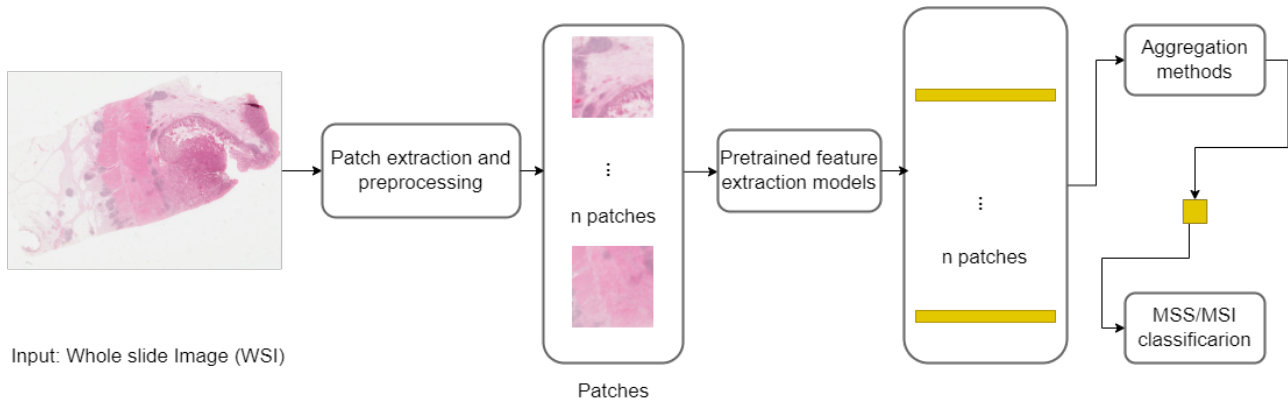 Input: Whole slide Image (WSI)
Patch extraction and
preprocessing
⋮
n patches
Patches
Pretrained feature
extraction models
⋮
n patches
Aggregation
methods
MSS/MSI
classificarion